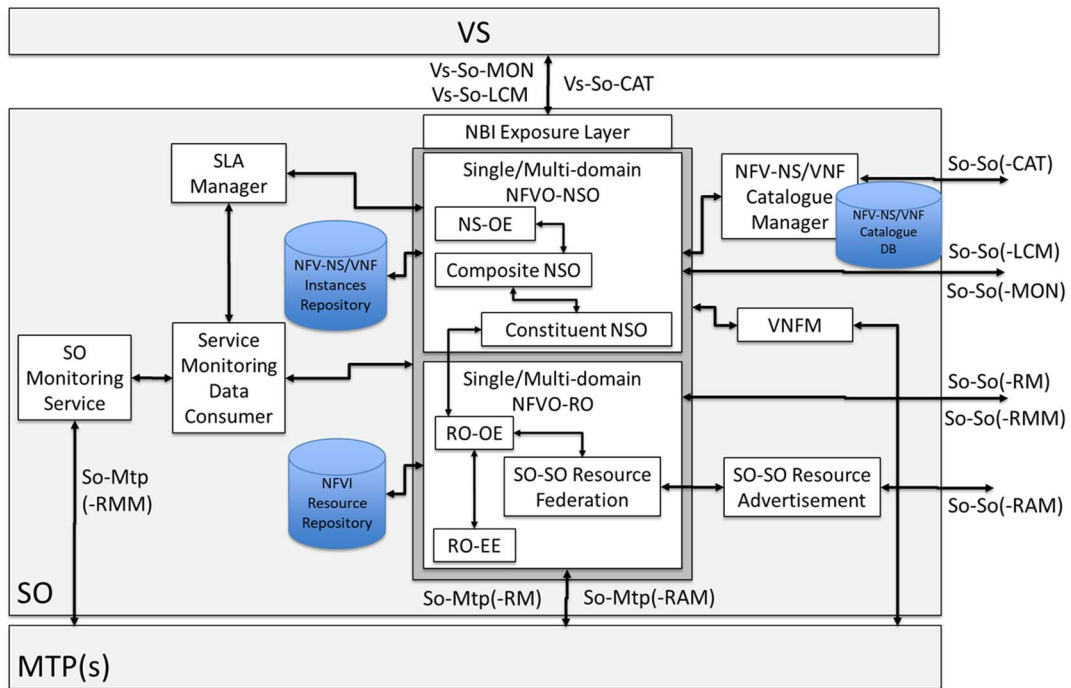 VS
Vs-So-MON
Vs-So-LCM
Vs-So-CAT
NBI Exposure Layer
SLA
Manager
Single/Multi-domain
NFVO-NSO
NS-OE
Composite NSO
Constituent NSO
NFV-NS/VNF
Catalogue
Manager
NFV-NS/VNF
Catalogue
DB
So-So(-CAT)
So-So(-LCM)
So-So(-MON)
NFV-NS/VNF
Instances
Repository
VNFM
SO
Monitoring
Service
Service
Monitoring
Data
Consumer
Single/Multi-domain
NFVO-RO
RO-OE
SO-SO Resource
Federation
RO-EE
So-So(-RM)
So-So(-RMM)
SO-SO Resource
Advertisement
So-So(-RAM)
So-Mtp
(-RMM)
NFVI
Resource
Repository
SO
So-Mtp(-RM)
So-Mtp(-RAM)
MTP(s)